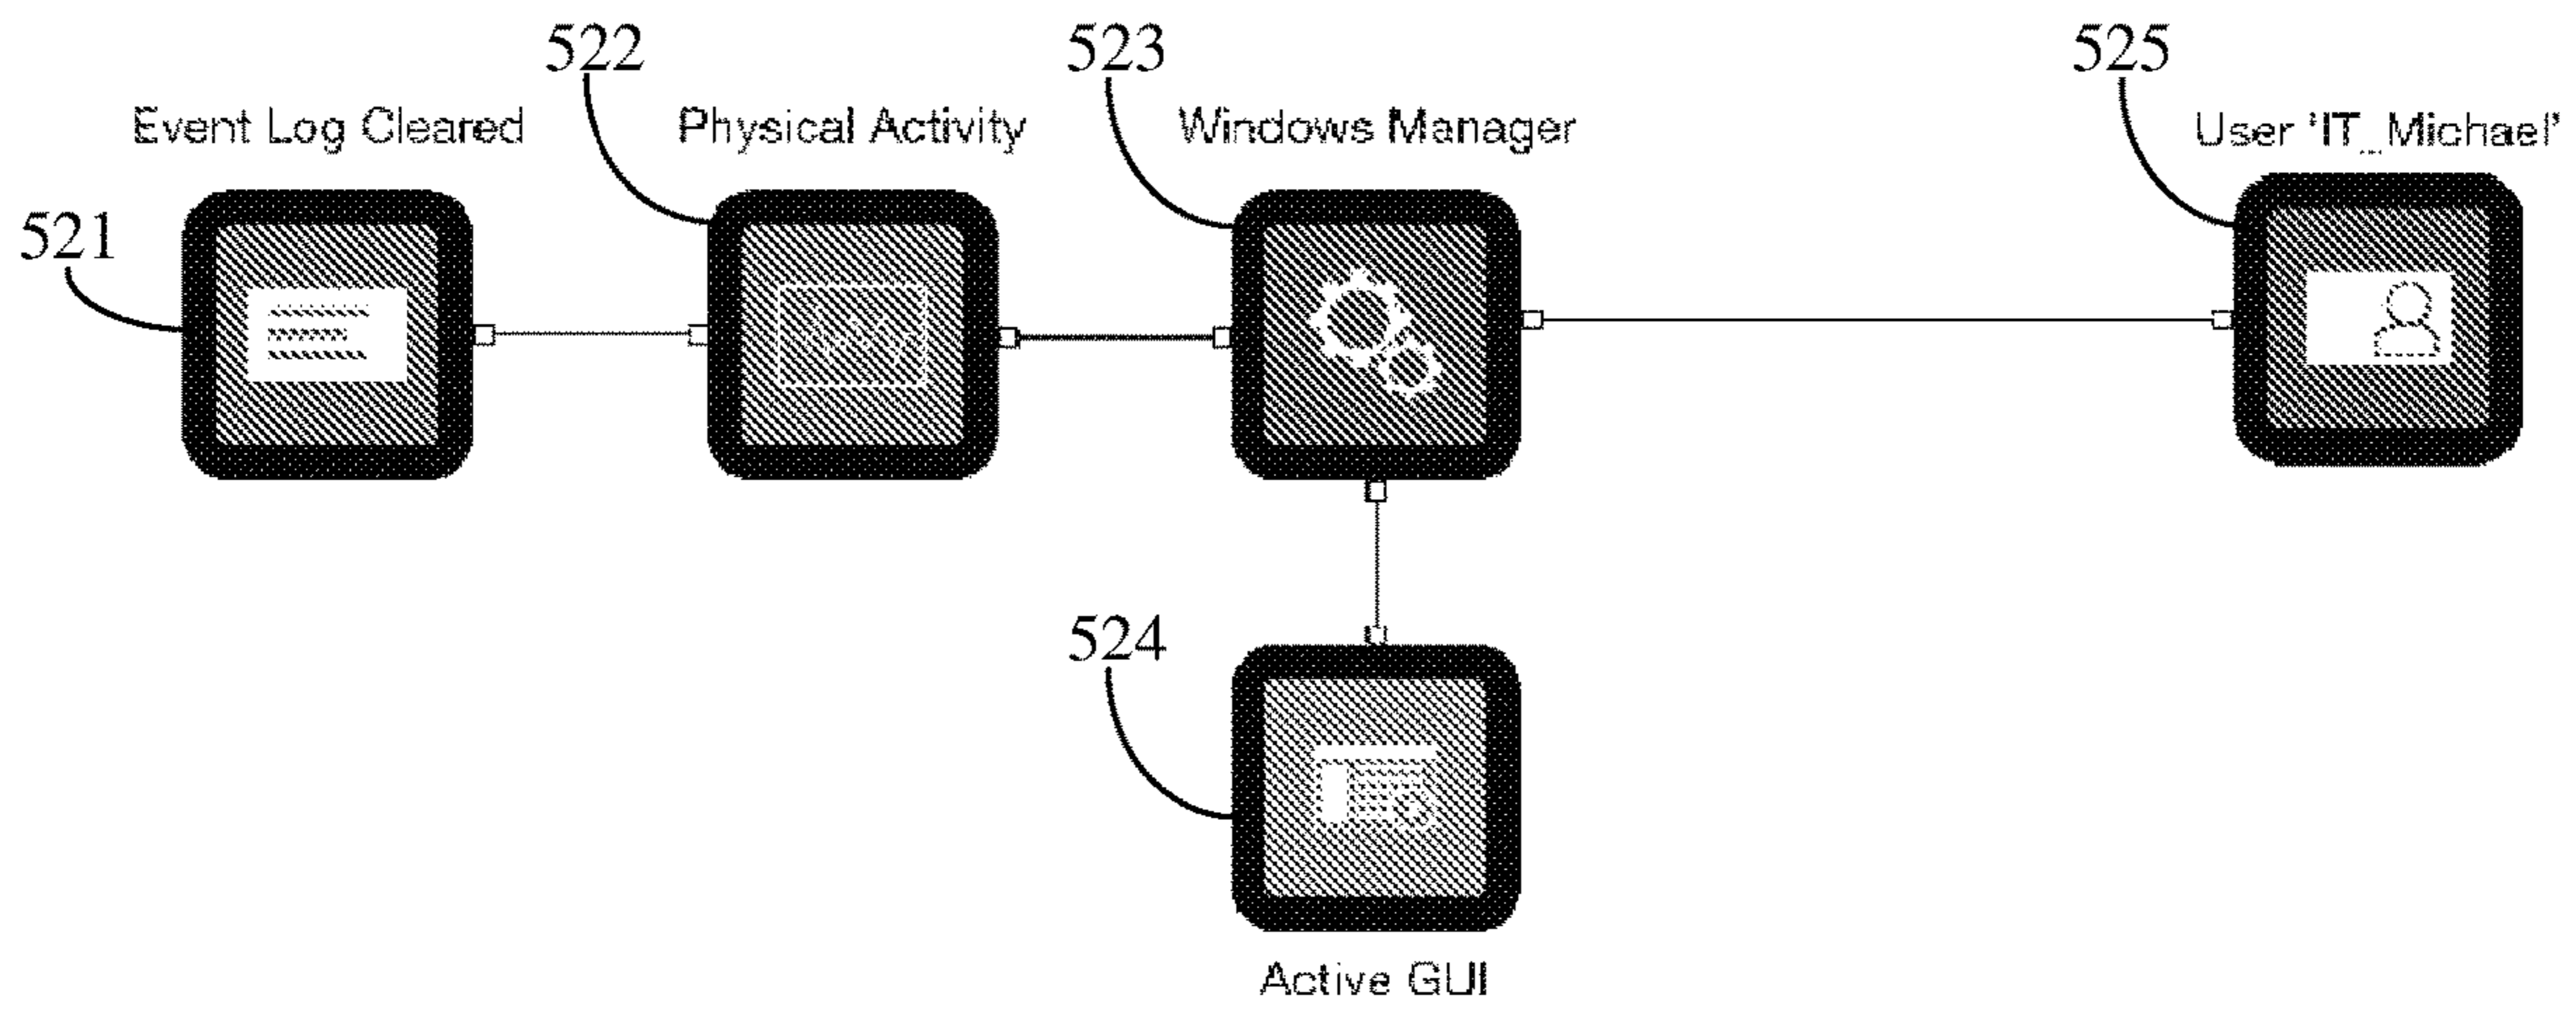 522
523
525
Event Log Cleared
Physical Activity
Windows Manager
User 'IT_Michael'
521
524
Active GUI